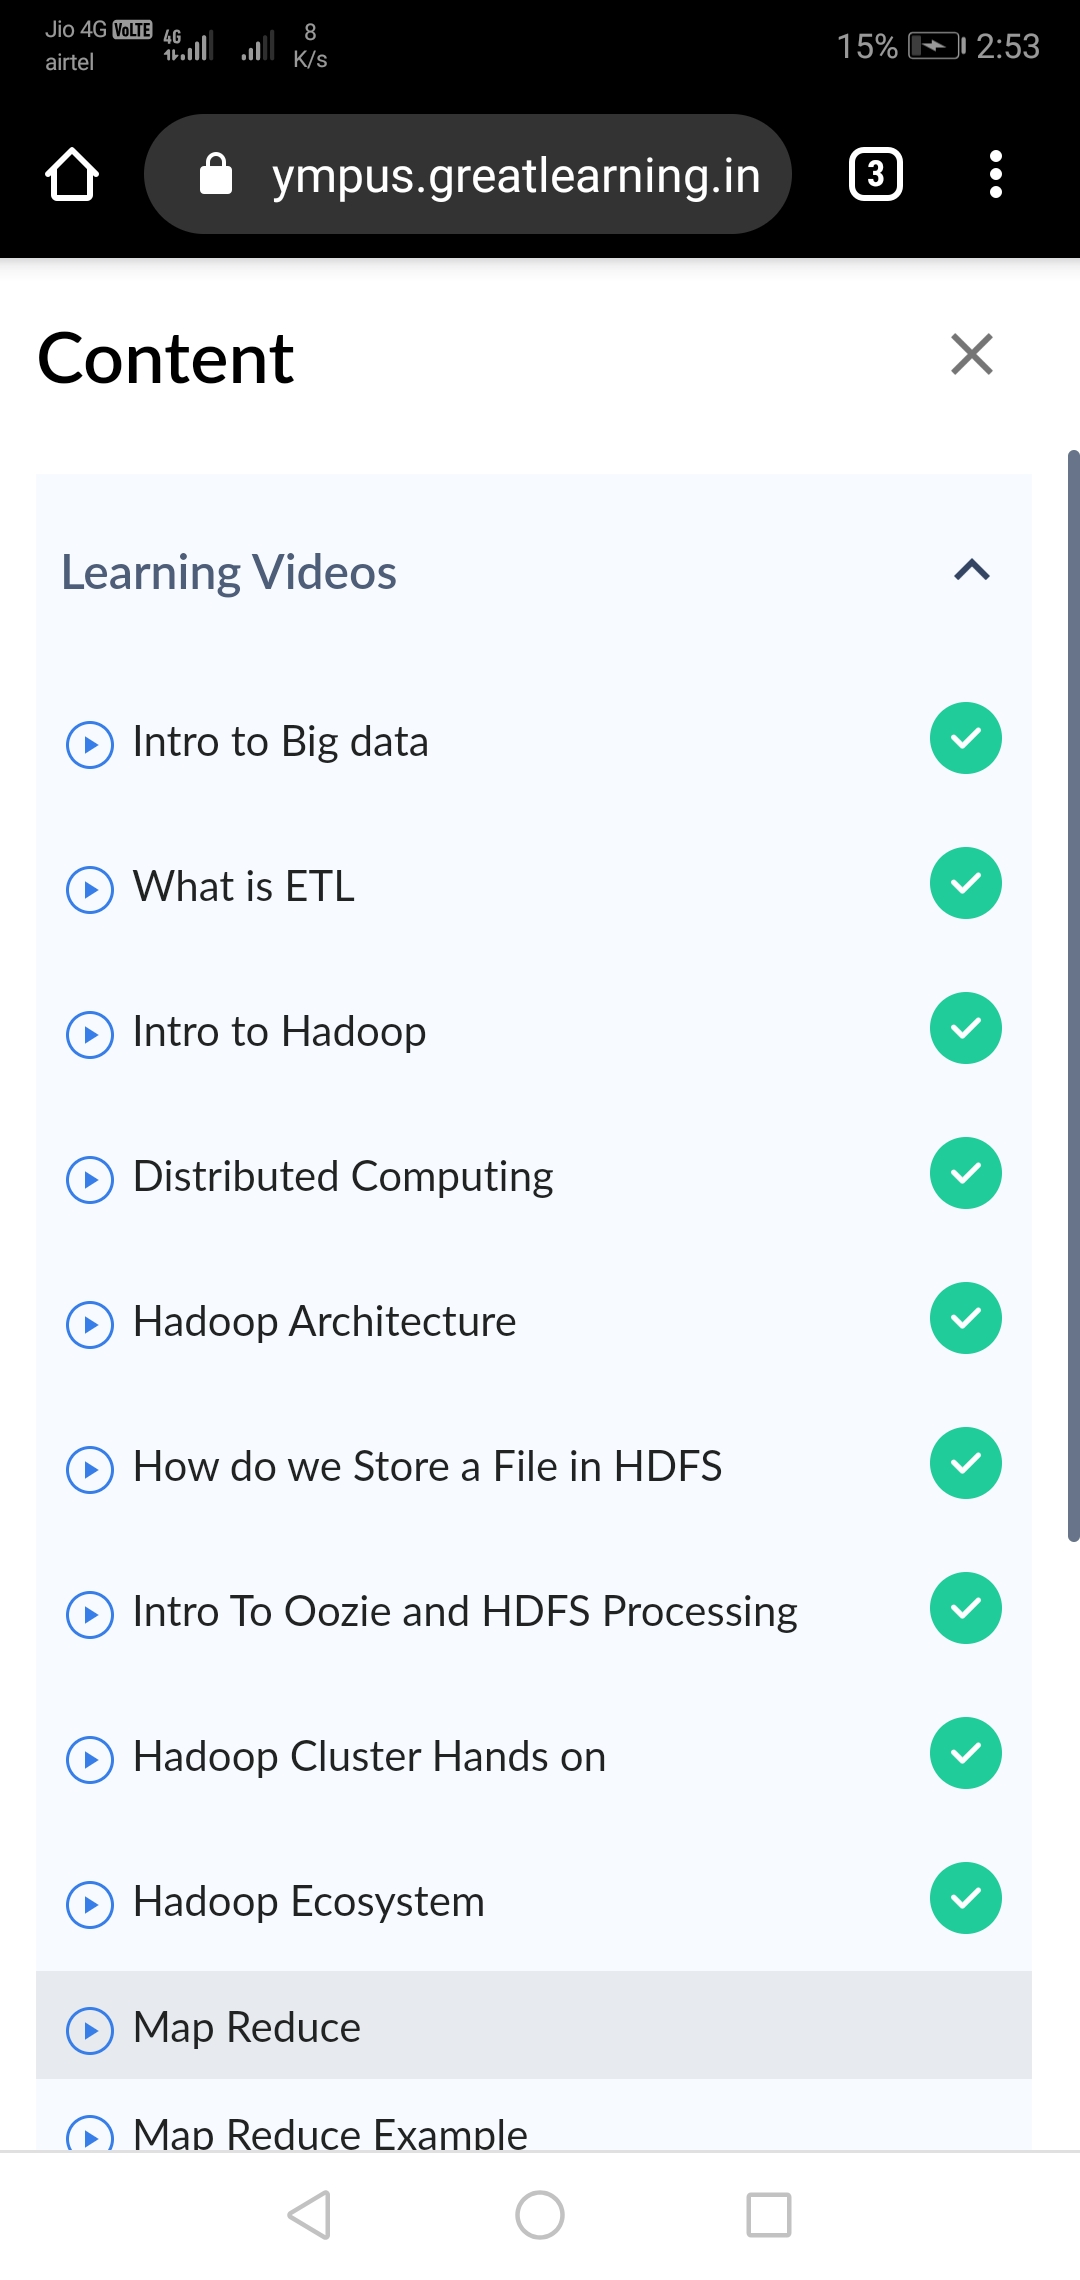 Jio 4G VoLTE 4G 8 15% 2:53
airtel K/s
ympus.greatlearning.in 3
Content
Learning Videos
Intro to Big data
What is ETL
Intro to Hadoop
Distributed Computing
Hadoop Architecture
How do we Store a File in HDFS
Intro To Oozie and HDFS Processing
Hadoop Cluster Hands on
Hadoop Ecosystem
Map Reduce
Map Reduce Example